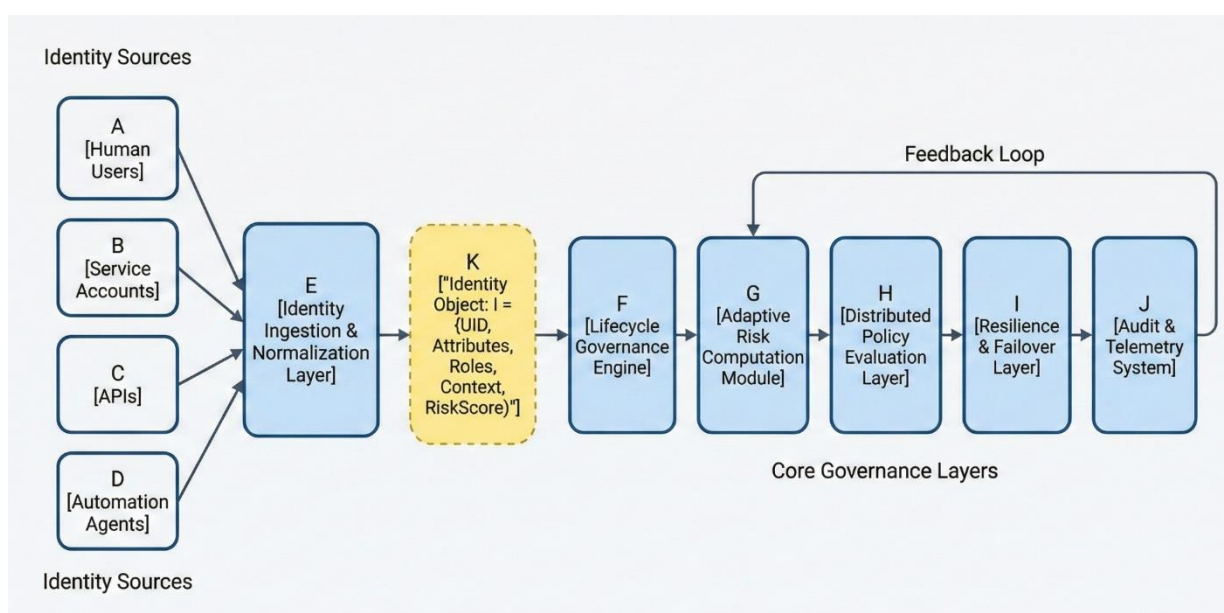 Identity Sources
A
[Human
Users]
B
[Service
Accounts]
C
[APIs]
D
[Automation
Agents]
Identity Sources
E
[Identity
Ingestion &
Normalization
Layer]
K
["Identity
Object: I =
{UID,
Attributes,
Roles,
Context,
RiskScore)"]
Feedback Loop
F
[Lifecycle
Governance
Engine]
G
[Adaptive
Risk
Computation
Module]
H
[Distributed
Policy
Evaluation
Layer]
I
[Resilience
& Failover
Layer]
J
[Audit &
Telemetry
System]
Core Governance Layers